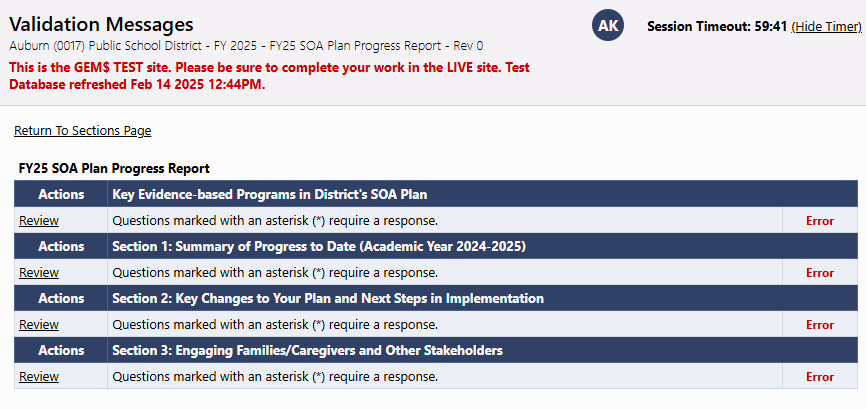 Validation Messages
AK
Session Timeout: 59:41 (Hide Timer)
Auburn (0017) Public School District - FY 2025 - FY25 SOA Plan Progress Report - Rev 0
This is the GEM$ TEST site. Please be sure to complete your work in the LIVE site. Test
Database refreshed Feb 14 2025 12:44PM.
Return To Sections Page
FY25 SOA Plan Progress Report
Actions Key Evidence-based Programs in District's SOA Plan
Review Questions marked with an asterisk (*) require a response. Error
Actions Section 1: Summary of Progress to Date (Academic Year 2024-2025)
Review Questions marked with an asterisk (*) require a response. Error
Actions Section 2: Key Changes to Your Plan and Next Steps in Implementation
Review Questions marked with an asterisk (*) require a response. Error
Actions Section 3: Engaging Families/Caregivers and Other Stakeholders
Review Questions marked with an asterisk (*) require a response. Error